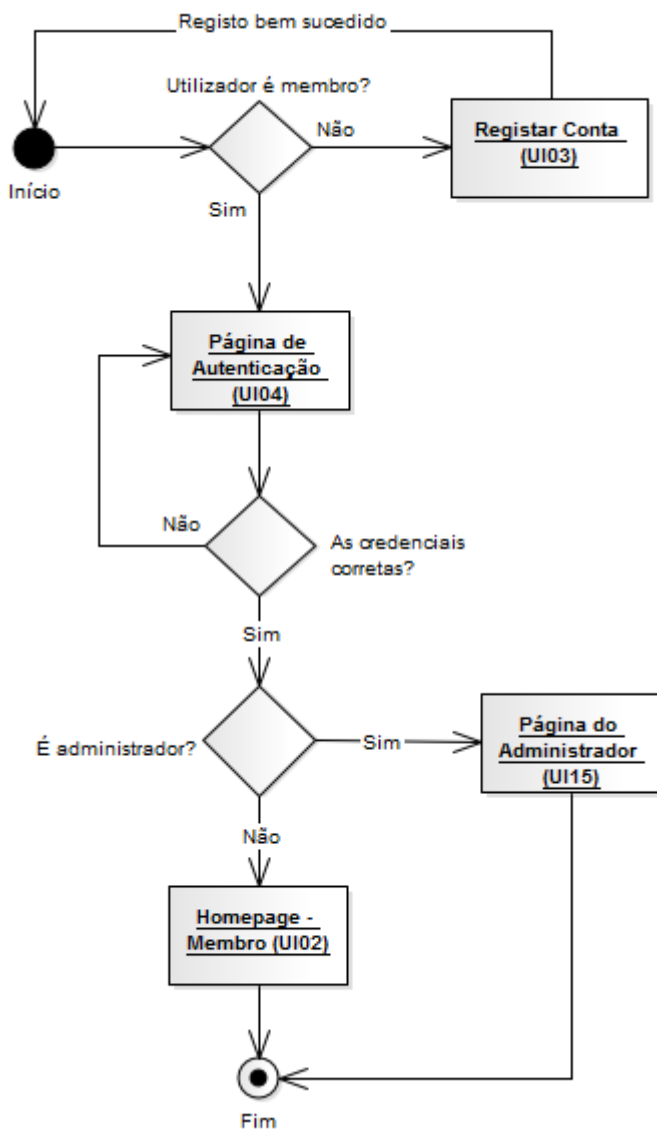 Registo bem sucedido
Utilizador é membro?
Não
Registar Conta
(UI03)
Início
Sim
Página de
Autenticação
(UI04)
Não
As credenciais
corretas?
Sim
É administrador?
Sim
Página do
Administrador
(UI15)
Não
Homepage -
Membro (UI02)
Fim